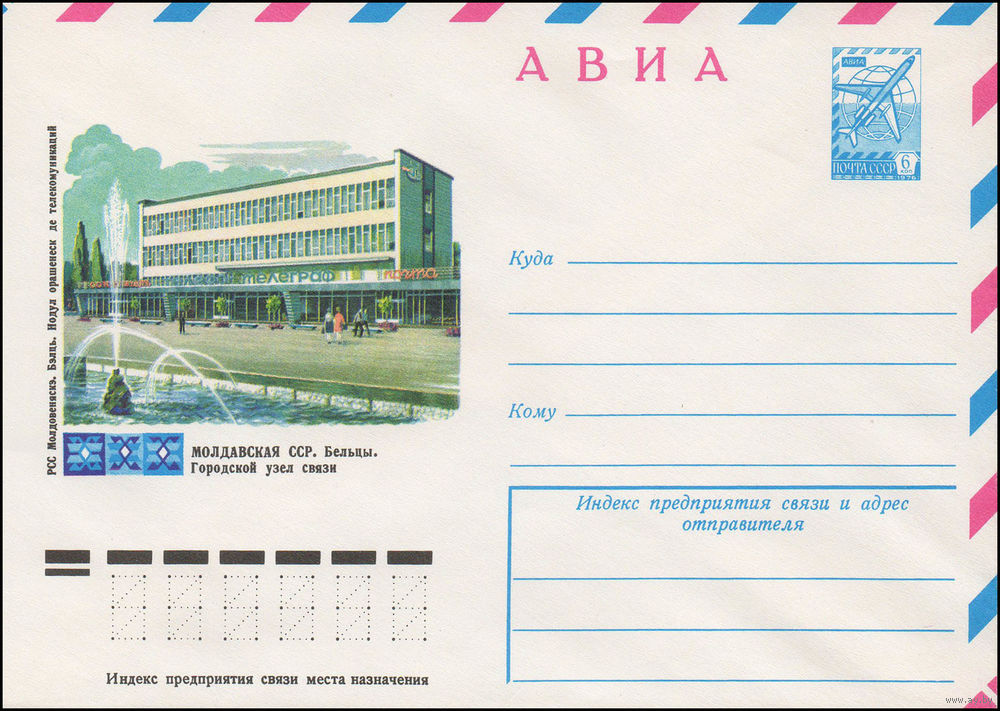 АВИА
АВИА
ПОЧТА СССР 6 КОП
1976
РСС Молдовеняскэ. Бэлць. Нодул орашенеск де телекомуникаций
телеграф
почта
МОЛДАВСКАЯ ССР. Бельцы.
Городской узел связи
Куда
Кому
Индекс предприятия связи и адрес
отправителя
Индекс предприятия связи места назначения